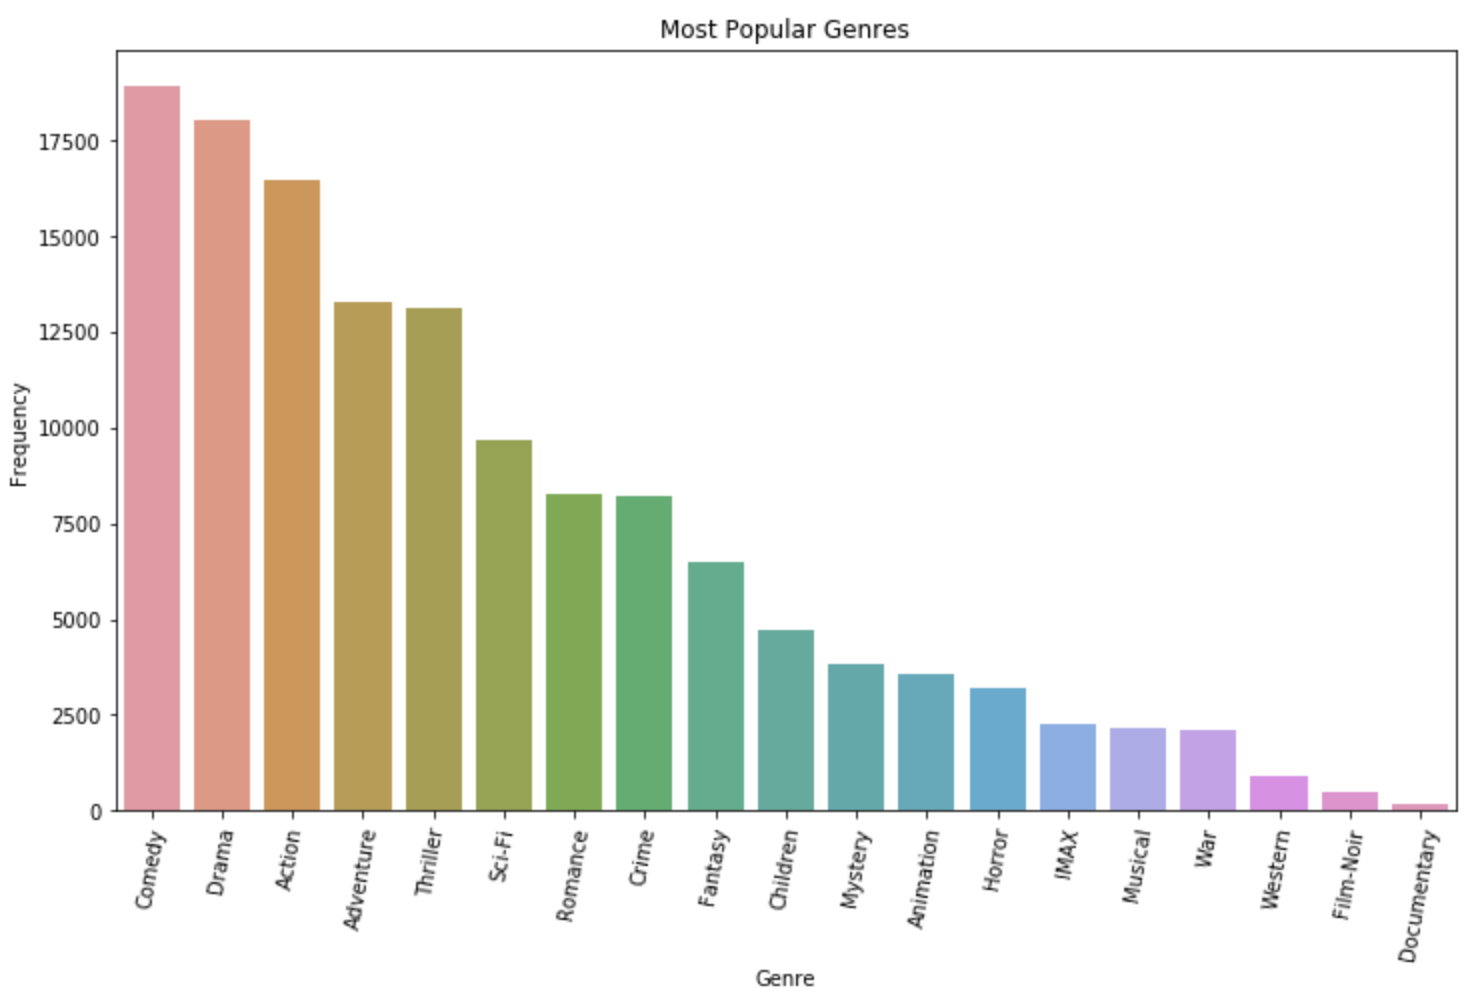 Most Popular Genres
Frequency
17500
15000
12500
10000
7500
5000
2500
0
Comedy
Drama
Action
Adventure
Thriller
Sci-Fi
Romance
Crime
Fantasy
Children
Mystery
Animation
Horror
IMAX
Musical
War
Western
Film-Noir
Documentary
Genre